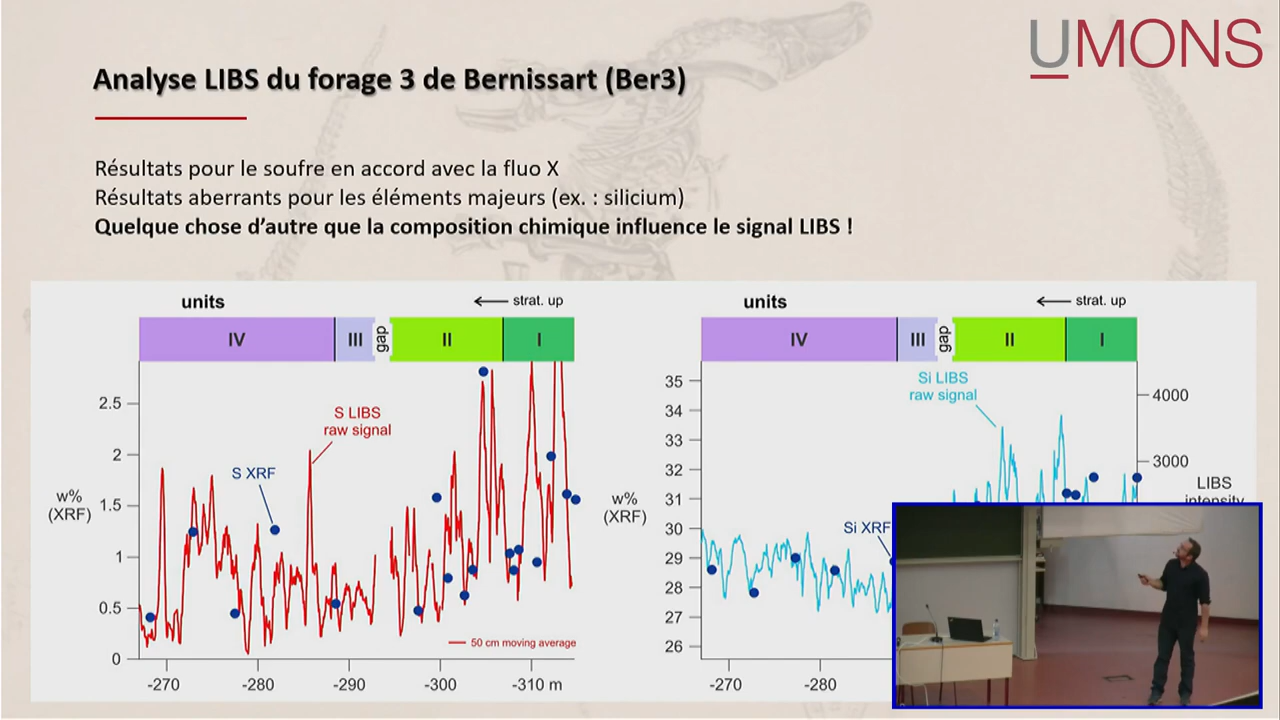 UMONS
Analyse LIBS du forage 3 de Bernissart (Ber3)
Résultats pour le soufre en accord avec la fluo X
Résultats aberrants pour les éléments majeurs (ex. : silicium)
Quelque chose d'autre que la composition chimique influence le signal LIBS !
units
strat. up
IV
III
gap
II
I
2.5
2
1.5
1
0.5
0
w%
(XRF)
S LIBS
raw signal
S XRF
50 cm moving average
-270
-280
-290
-300
-310 m
units
strat. up
IV
III
gap
II
I
35
34
33
32
31
30
29
28
27
26
w%
(XRF)
Si LIBS
raw signal
Si XRF
4000
3000
LIBS
intensity
-270
-280